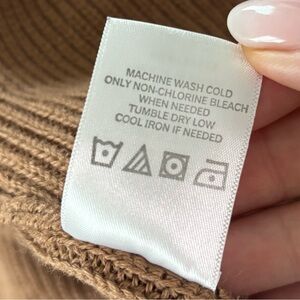 MACHINE WASH COLD
ONLY NON-CHLORINE BLEACH
WHEN NEEDED
TUMBLE DRY LOW
COOL IRON IF NEEDED